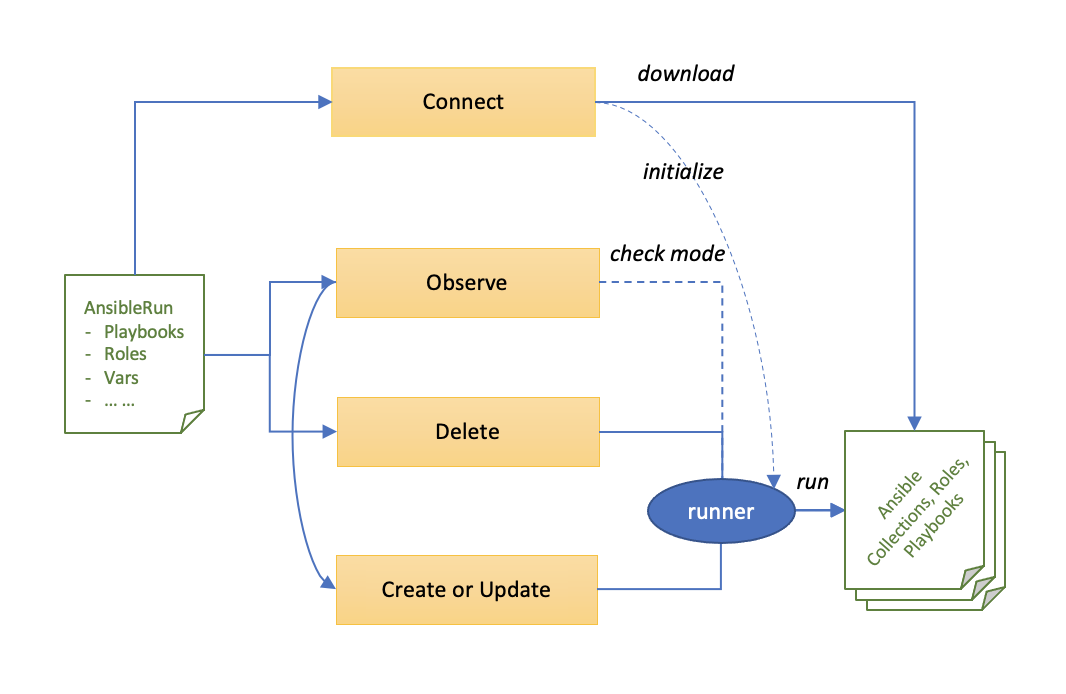 download
Connect
initialize
check mode
Observe
AnsibleRun
- Playbooks
- Roles
- Vars
- ... ...
Delete
run
runner
Ansible
Collections, Roles,
Playbooks
Create or Update